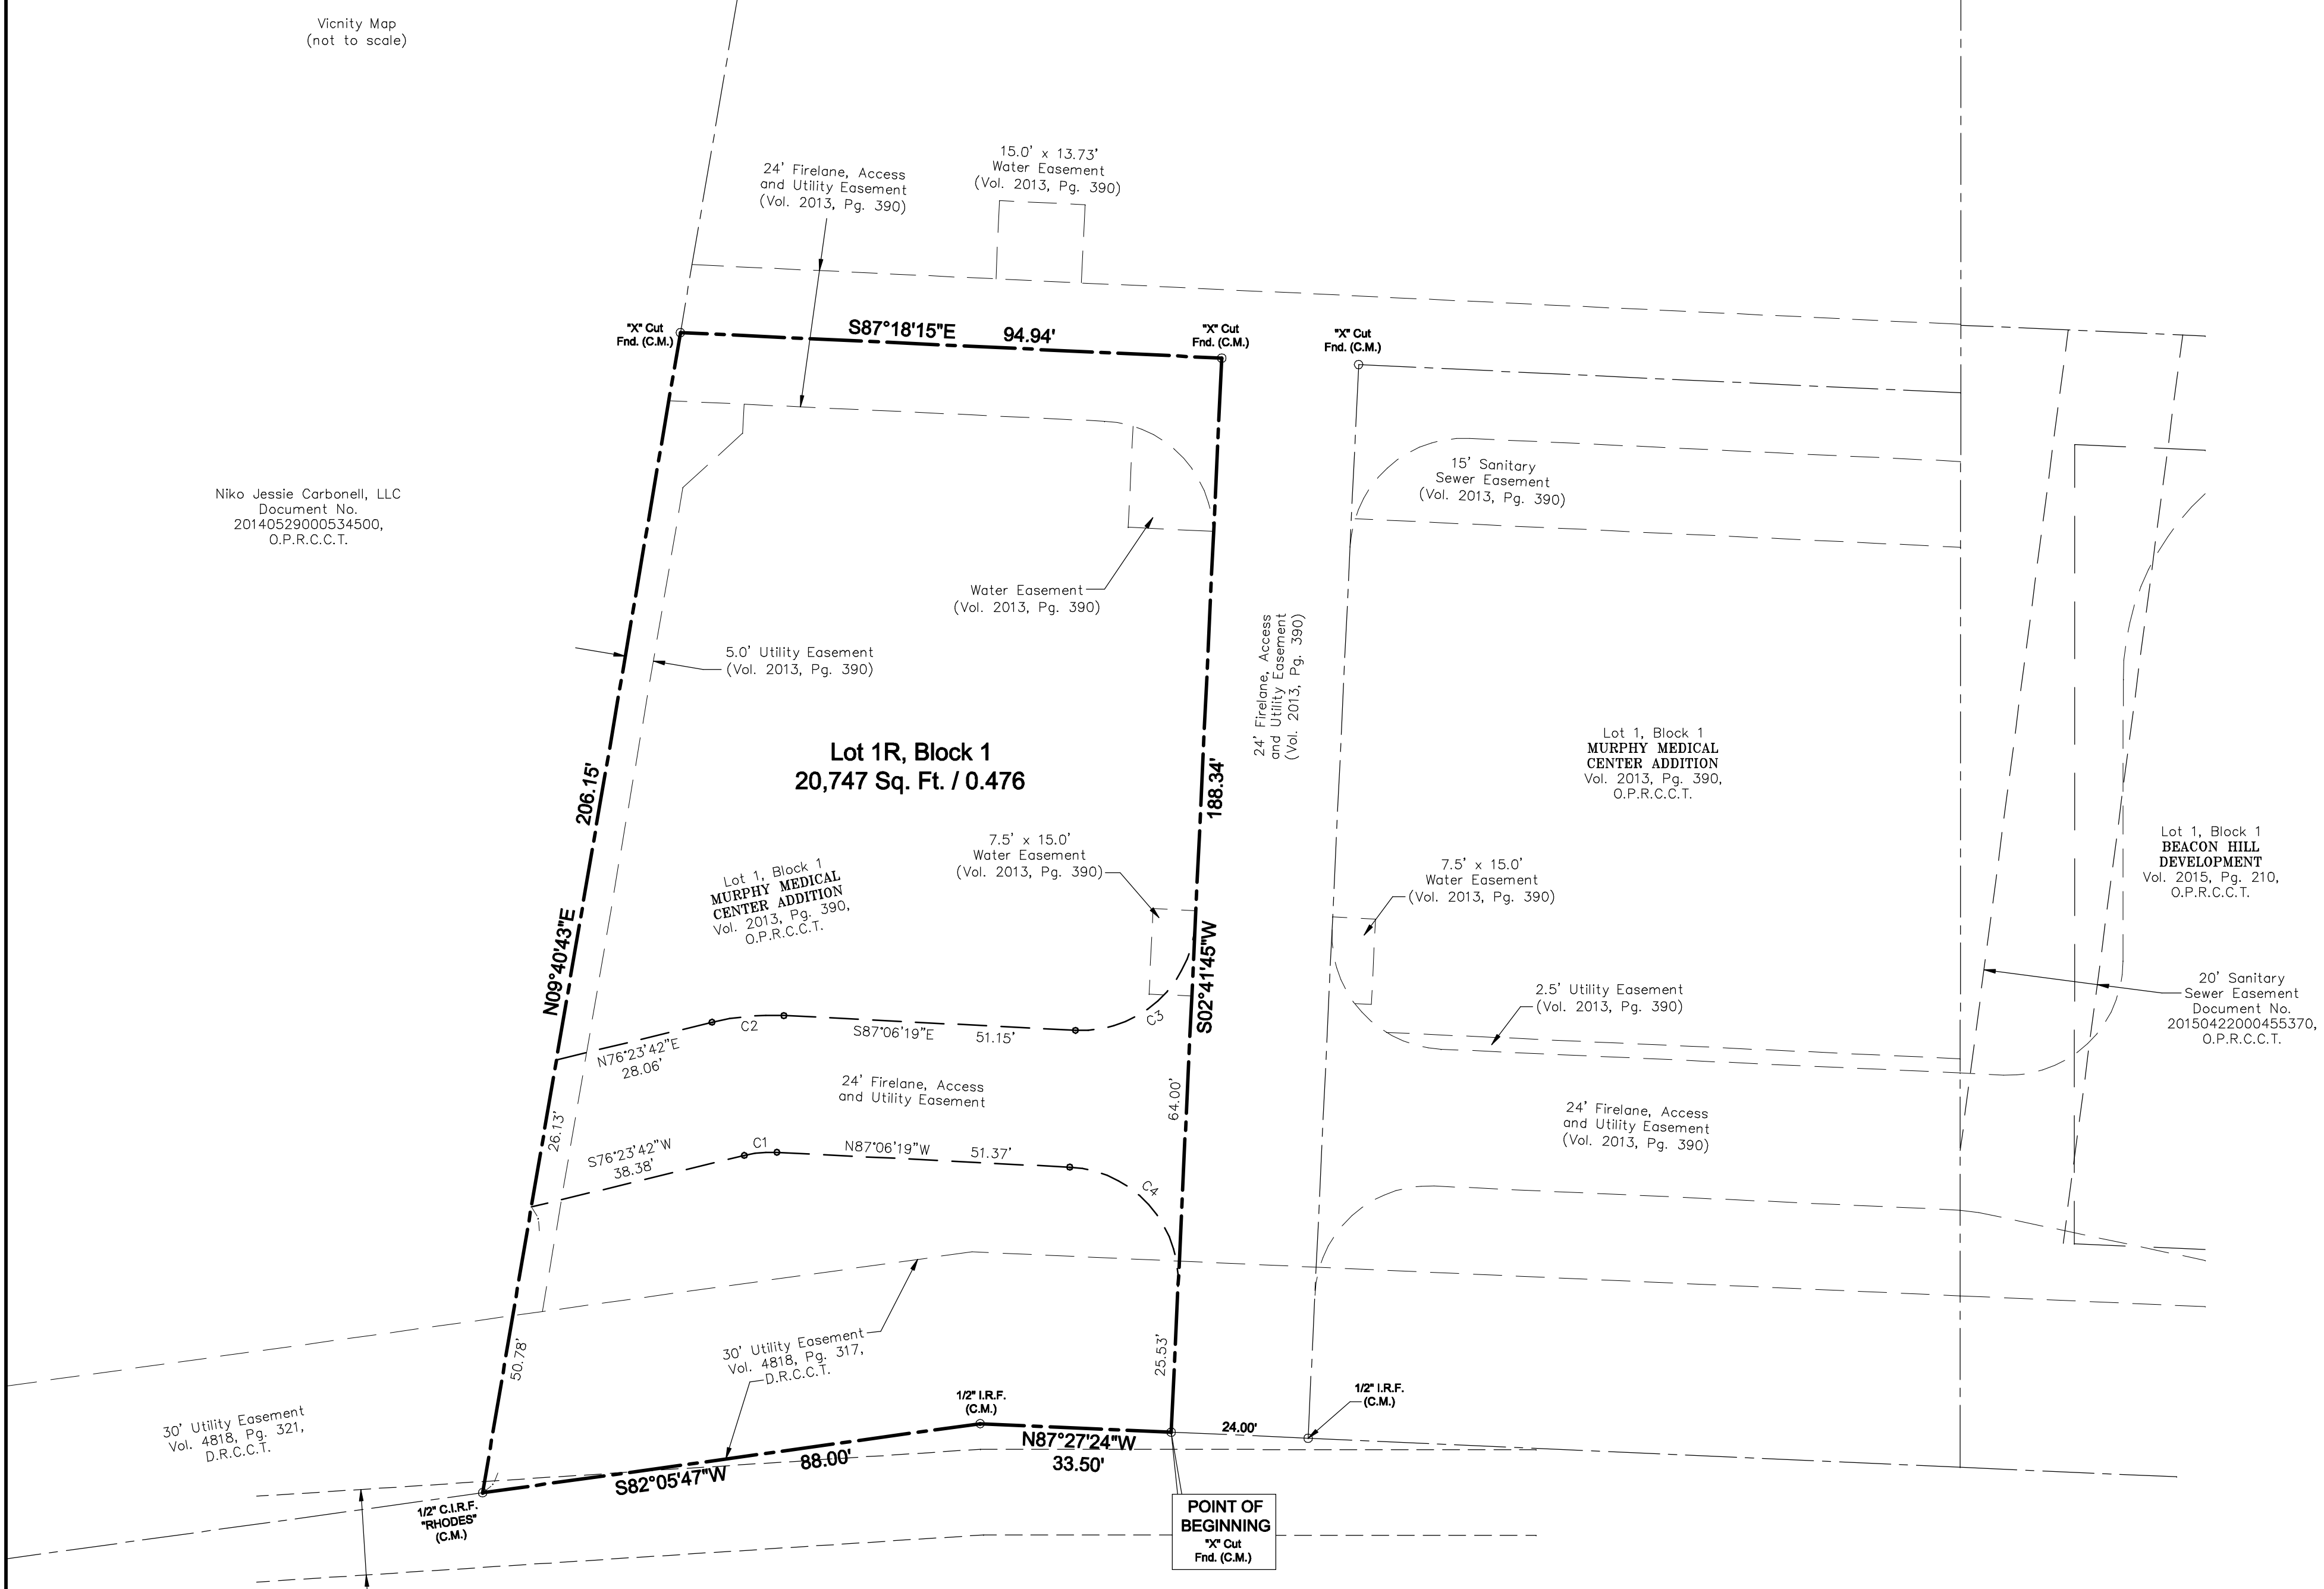 Vicnity Map
(not to scale)
24' Firelane, Access
and Utility Easement
(Vol. 2013, Pg. 390)
15.0' x 13.73'
Water Easement
(Vol. 2013, Pg. 390)
"X" Cut
Fnd. (C.M.)
S87°18'15"E 94.94'
"X" Cut
Fnd. (C.M.)
"X" Cut
Fnd. (C.M.)
15' Sanitary
Sewer Easement
(Vol. 2013, Pg. 390)
Niko Jessie Carbonell, LLC
Document No.
20140529000534500,
O.P.R.C.C.T.
Water Easement
(Vol. 2013, Pg. 390)
5.0' Utility Easement
(Vol. 2013, Pg. 390)
24' Firelane, Access
and Utility Easement
(Vol. 2013, Pg. 390)
Lot 1R, Block 1
20,747 Sq. Ft. / 0.476
206.15'
188.34'
Lot 1, Block 1
MURPHY MEDICAL
CENTER ADDITION
Vol. 2013, Pg. 390,
O.P.R.C.C.T.
7.5' x 15.0'
Water Easement
(Vol. 2013, Pg. 390)
Lot 1, Block 1
MURPHY MEDICAL
CENTER ADDITION
Vol. 2013, Pg. 390,
O.P.R.C.C.T.
7.5' x 15.0'
Water Easement
(Vol. 2013, Pg. 390)
Lot 1, Block 1
BEACON HILL
DEVELOPMENT
Vol. 2015, Pg. 210,
O.P.R.C.C.T.
N09°40'43"E
S02°41'45"W
2.5' Utility Easement
(Vol. 2013, Pg. 390)
20' Sanitary
Sewer Easement
Document No.
20150422000455370,
O.P.R.C.C.T.
N76°23'42"E
28.06'
C2
S87°06'19"E 51.15'
C3
24' Firelane, Access
and Utility Easement
64.00'
26.13'
24' Firelane, Access
and Utility Easement
(Vol. 2013, Pg. 390)
S76°23'42"W
38.38'
C1
N87°06'19"W 51.37'
C4
50.78'
30' Utility Easement
Vol. 4818, Pg. 317,
D.R.C.C.T.
25.53'
30' Utility Easement
Vol. 4818, Pg. 321,
D.R.C.C.T.
1/2" I.R.F.
(C.M.)
1/2" I.R.F.
(C.M.)
24.00'
S82°05'47"W 88.00'
N87°27'24"W
33.50'
1/2" C.I.R.F.
"RHODES"
(C.M.)
POINT OF
BEGINNING
"X" Cut
Fnd. (C.M.)